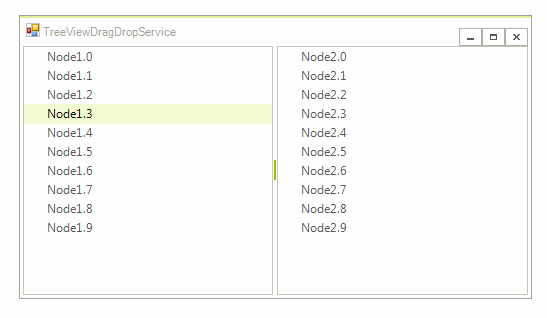 TreeViewDragDropService
Node1.0
Node1.1
Node1.2
Node1.3
Node1.4
Node1.5
Node1.6
Node1.7
Node1.8
Node1.9
Node2.0
Node2.1
Node2.2
Node2.3
Node2.4
Node2.5
Node2.6
Node2.7
Node2.8
Node2.9